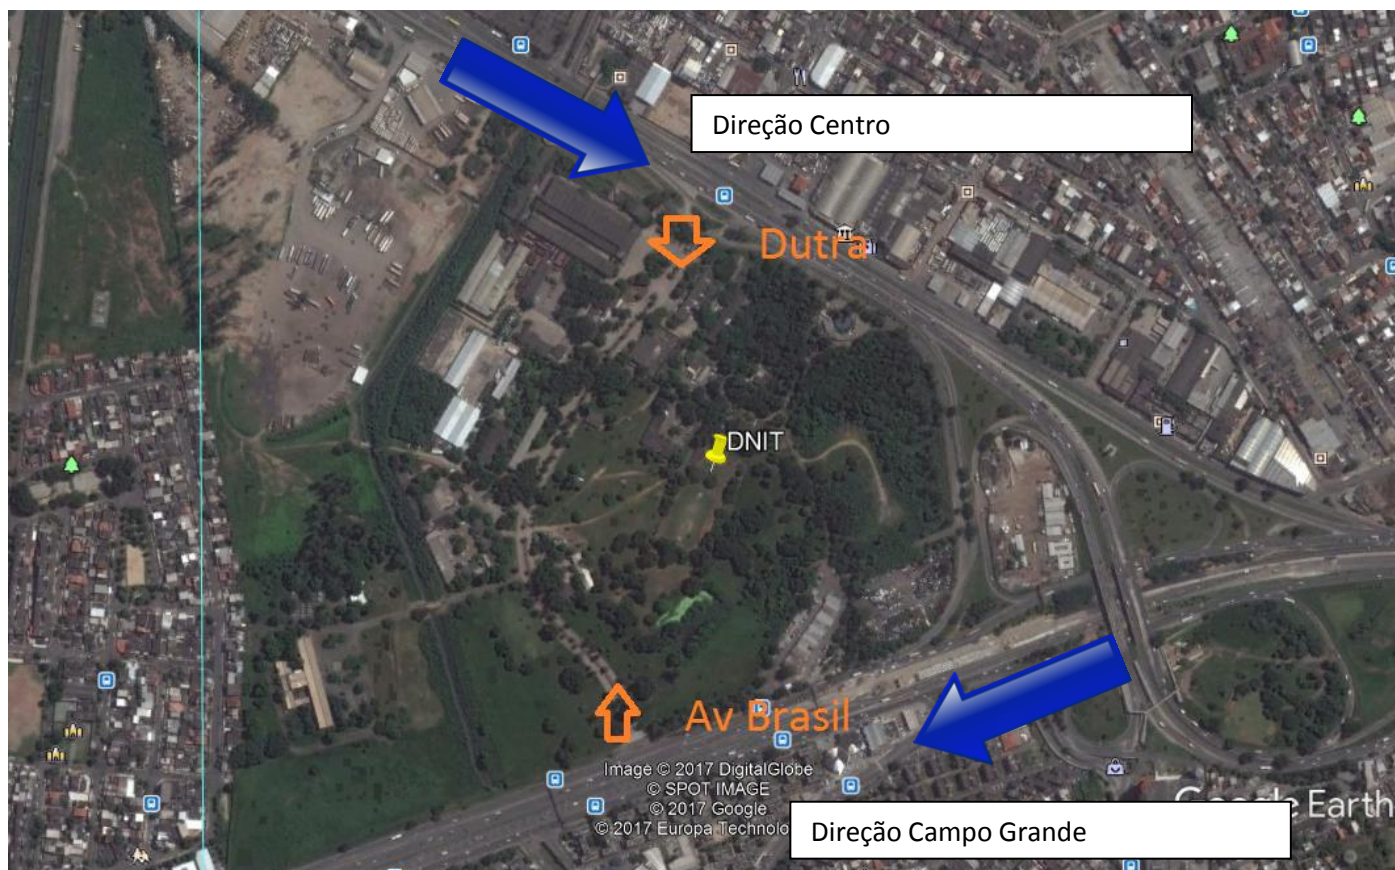 Direção Centro
Dutra
DNIT
Av Brasil
Image © 2017 DigitalGlobe
© SPOT IMAGE
© 2017 Google
© 2017 Europa Technolo
Direção Campo Grande
Earth